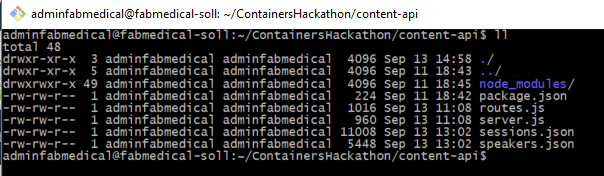 adminfabmedical@fabmedical-soll: ~/ContainersHackathon/content-api
adminfabmedical@fabmedical-soll:~/ContainersHackathon/content-api$ ll
total 48
drwxr-xr-x  3 adminfabmedical adminfabmedical  4096 Sep 13 14:58 ./
drwxr-xr-x  5 adminfabmedical adminfabmedical  4096 Sep 11 18:43 ../
drwxrwxr-x 49 adminfabmedical adminfabmedical  4096 Sep 11 18:45 node_modules/
-rw-rw-r--  1 adminfabmedical adminfabmedical   224 Sep 11 18:42 package.json
-rw-rw-r--  1 adminfabmedical adminfabmedical  1016 Sep 13 11:08 routes.js
-rw-rw-r--  1 adminfabmedical adminfabmedical   960 Sep 13 11:08 server.js
-rw-rw-r--  1 adminfabmedical adminfabmedical 11008 Sep 13 13:02 sessions.json
-rw-rw-r--  1 adminfabmedical adminfabmedical  5448 Sep 13 13:02 speakers.json
adminfabmedical@fabmedical-soll:~/ContainersHackathon/content-api$